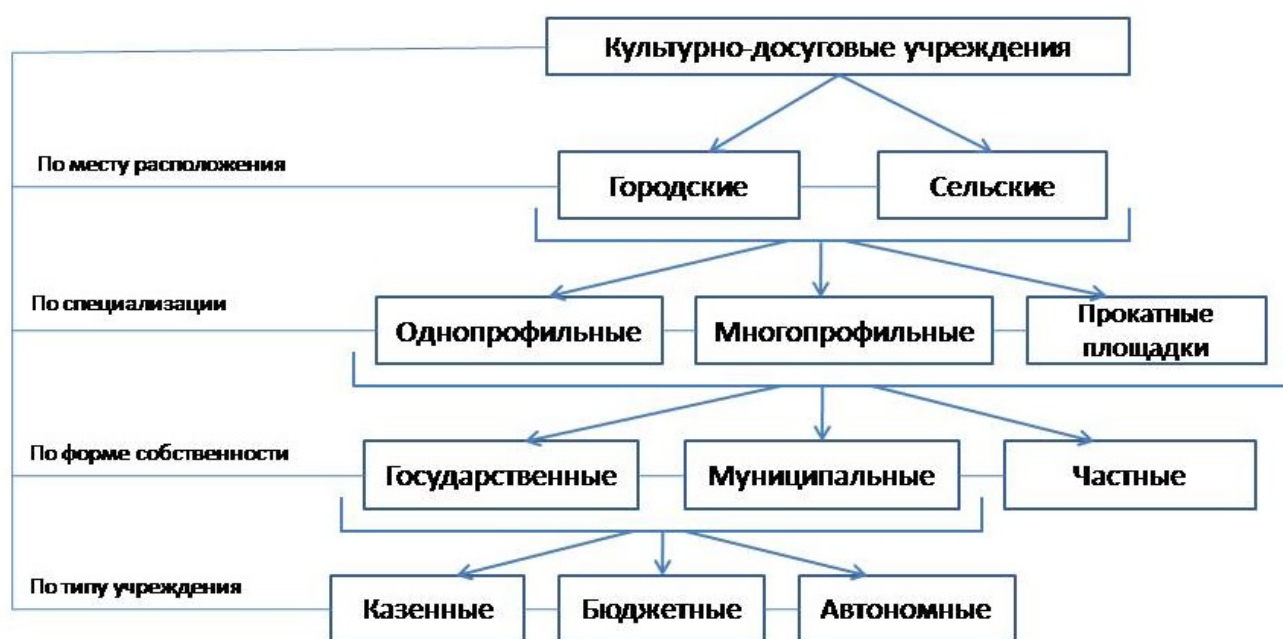 Культурно-досуговые учреждения
По месту расположения
Городские
Сельские
По специализации
Однопрофильные
Многопрофильные
Прокатные
площадки
По форме собственности
Государственные
Муниципальные
Частные
По типу учреждения
Казенные
Бюджетные
Автономные